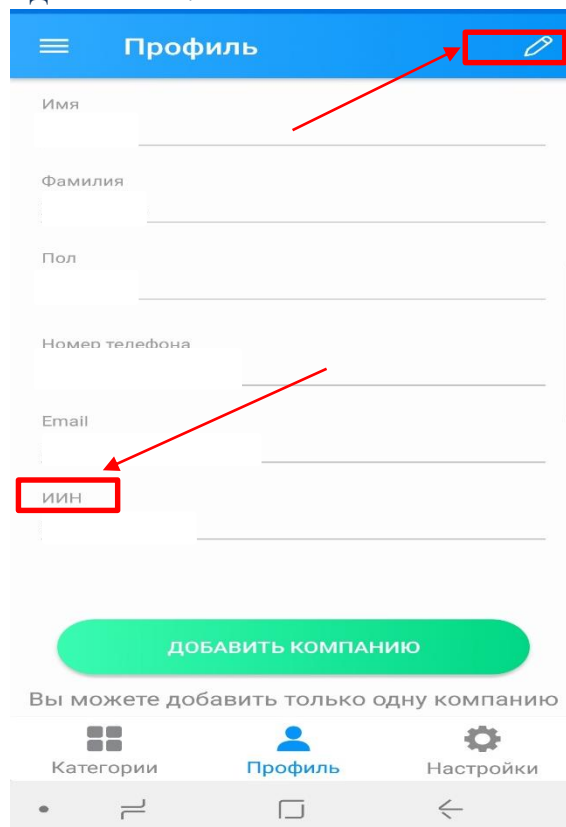 Профиль
Имя
Фамилия
Пол
Номер телефона
Email
ИИН
ДОБАВИТЬ КОМПАНИЮ
Вы можете добавить только одну компанию
Категории Профиль Настройки